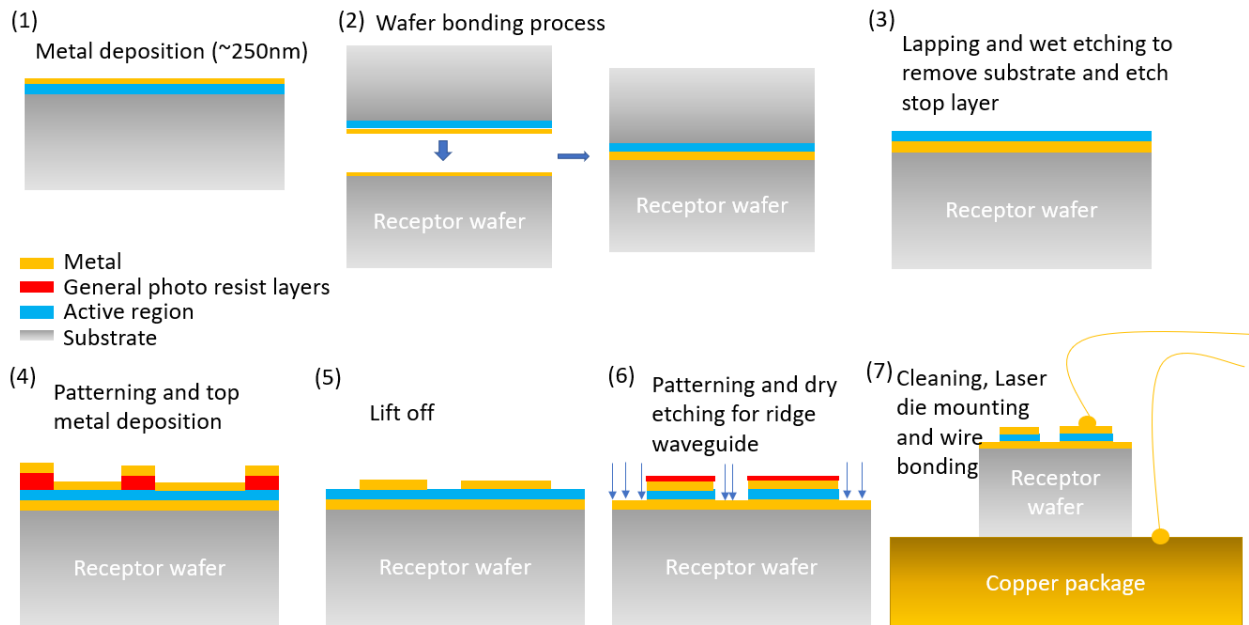 (1)
Metal deposition (~250nm)
(2) Wafer bonding process
Receptor wafer
Receptor wafer
(3)
Lapping and wet etching to
remove substrate and etch
stop layer
Receptor wafer
Metal
General photo resist layers
Active region
Substrate
(4)
Patterning and top
metal deposition
Receptor wafer
(5)
Lift off
Receptor wafer
(6)
Patterning and dry
etching for ridge
waveguide
Receptor wafer
(7)
Cleaning, Laser
die mounting
and wire
bonding
Receptor
wafer
Copper package